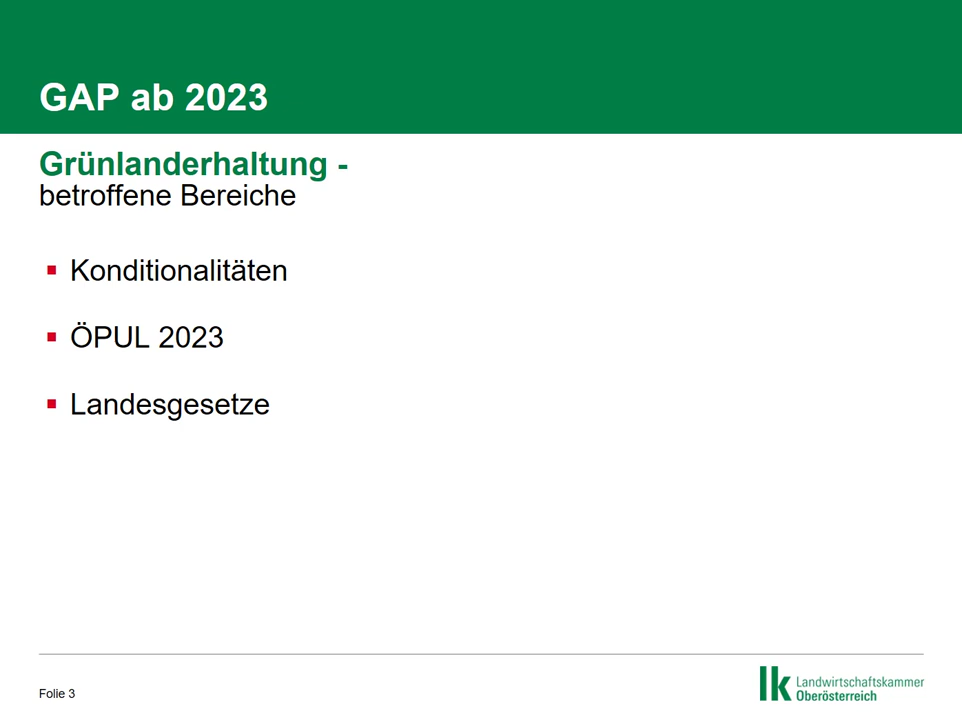 GAP ab 2023
Grünlanderhaltung -
betroffene Bereiche
▪ Konditionalitäten
▪ ÖPUL 2023
▪ Landesgesetze
Folie 3
lk Landwirtschaftskammer
Oberösterreich